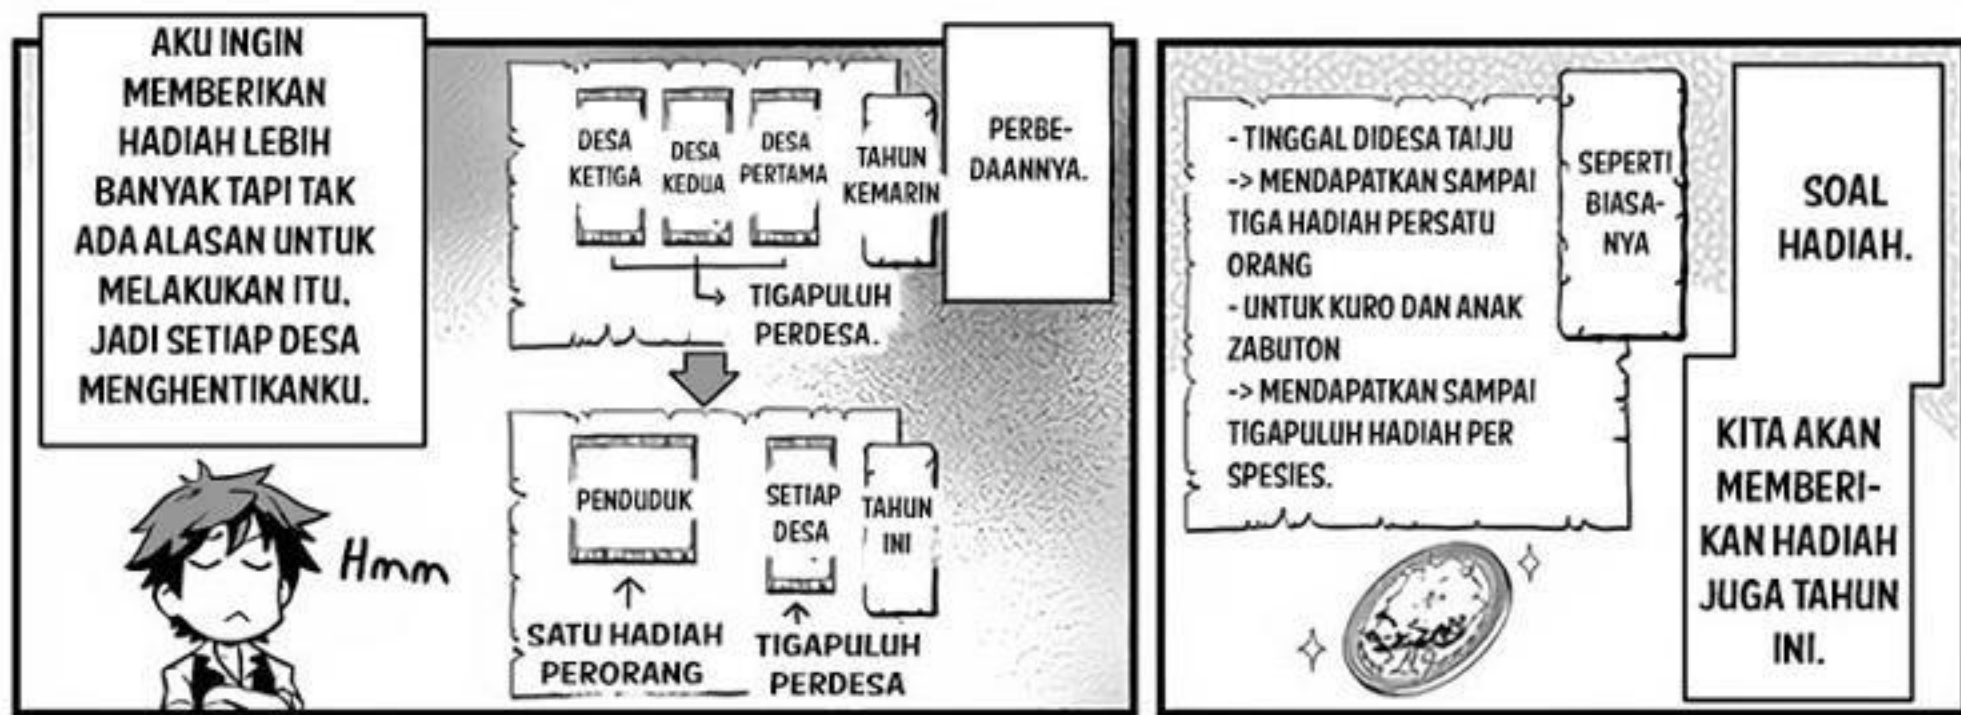 SOAL
HADIAH.
KITA AKAN
MEMBERI-
KAN HADIAH
JUGA TAHUN
INI.
SEPERTI
BIASA-
NYA
- TINGGAL DIDESA TAIJU
-> MENDAPATKAN SAMPAI
TIGA HADIAH PERSATU
ORANG
- UNTUK KURO DAN ANAK
ZABUTON
-> MENDAPATKAN SAMPAI
TIGAPULUH HADIAH PER
SPESIES.
PERBE-
DAANNYA.
TAHUN
KEMARIN
DESA
PERTAMA
DESA
KEDUA
DESA
KETIGA
TIGAPULUH
PERDESA.
TAHUN
INI
SETIAP
DESA
TIGAPULUH
PERDESA
PENDUDUK
SATU HADIAH
PERORANG
AKU INGIN
MEMBERIKAN
HADIAH LEBIH
BANYAK TAPI TAK
ADA ALASAN UNTUK
MELAKUKAN ITU.
JADI SETIAP DESA
MENGHENTIKANKU.
Hmm